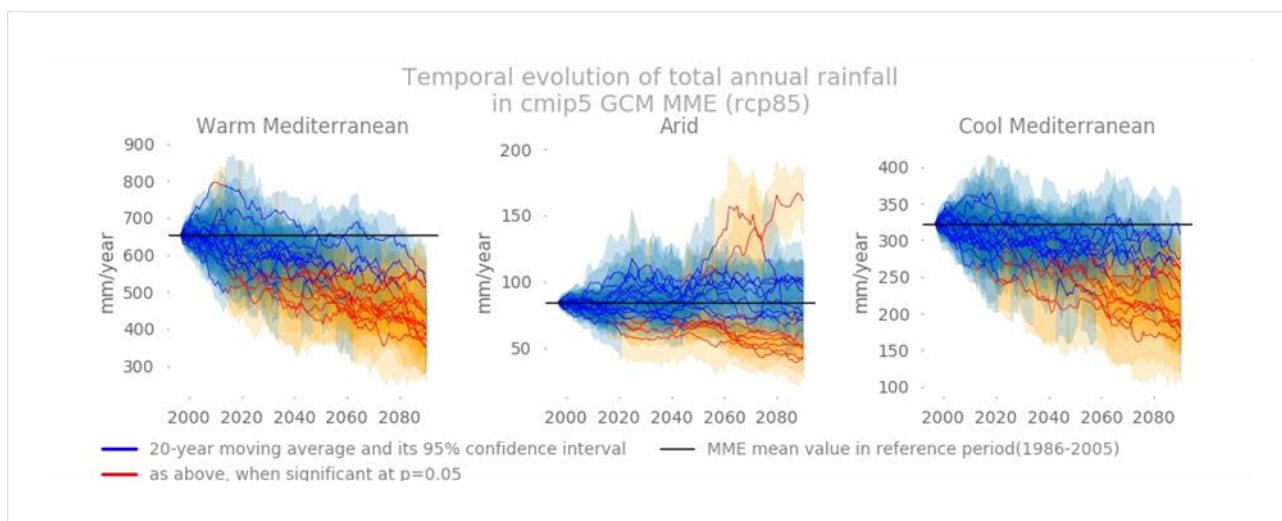 Temporal evolution of total annual rainfall
in cmip5 GCM MME (rcp85)
Warm Mediterranean
Arid
Cool Mediterranean
mm/year
900
800
700
600
500
400
300
2000 2020 2040 2060 2080
mm/year
200
150
100
50
2000 2020 2040 2060 2080
mm/year
400
350
300
250
200
150
100
2000 2020 2040 2060 2080
20-year moving average and its 95% confidence interval
MME mean value in reference period(1986-2005)
as above, when significant at p=0.05